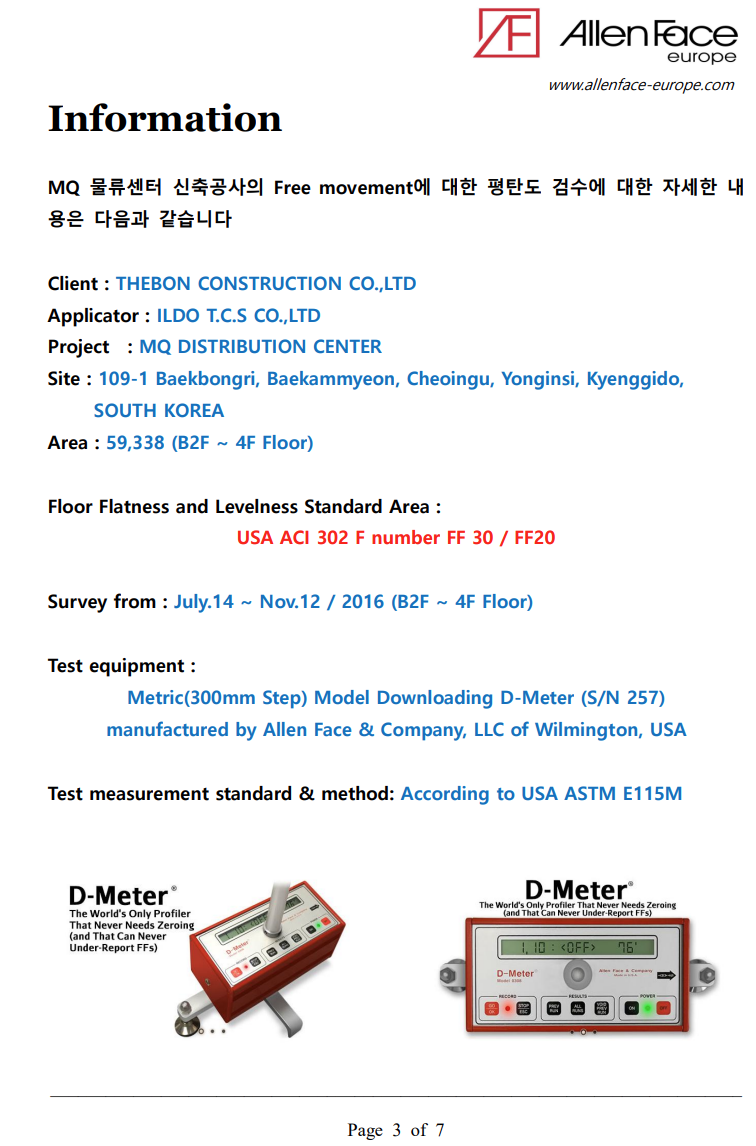 AF Allen Face
europe
www.allenface-europe.com
Information
MQ 물류센터 신축공사의 Free movement에 대한 평탄도 검수에 대한 자세한 내
용은 다음과 같습니다
Client : THEBON CONSTRUCTION CO.,LTD
Applicator : ILDO T.C.S CO.,LTD
Project : MQ DISTRIBUTION CENTER
Site : 109-1 Baekbongri, Baekammyeon, Cheoingu, Yonginsi, Kyenggido,
SOUTH KOREA
Area : 59,338 (B2F ~ 4F Floor)
Floor Flatness and Levelness Standard Area :
USA ACI 302 F number FF 30 / FF20
Survey from : July.14 ~ Nov.12 / 2016 (B2F ~ 4F Floor)
Test equipment :
Metric(300mm Step) Model Downloading D-Meter (S/N 257)
manufactured by Allen Face & Company, LLC of Wilmington, USA
Test measurement standard & method: According to USA ASTM E115M
D-Meter®
The World's Only Profiler
That Never Needs Zeroing
(and That Can Never
Under-Report FFs)
D-Meter
D-Meter®
The World's Only Profiler That Never Needs Zeroing
(and That Can Never Under-Report FFs)
1, 10 : <OFF> 76'
D-Meter
Allen Face & Company
RECORD RESULTS POWER
STOP ESC PREV RUN ALL RUNS VOID PREV RUN ON OFF
Page 3 of 7